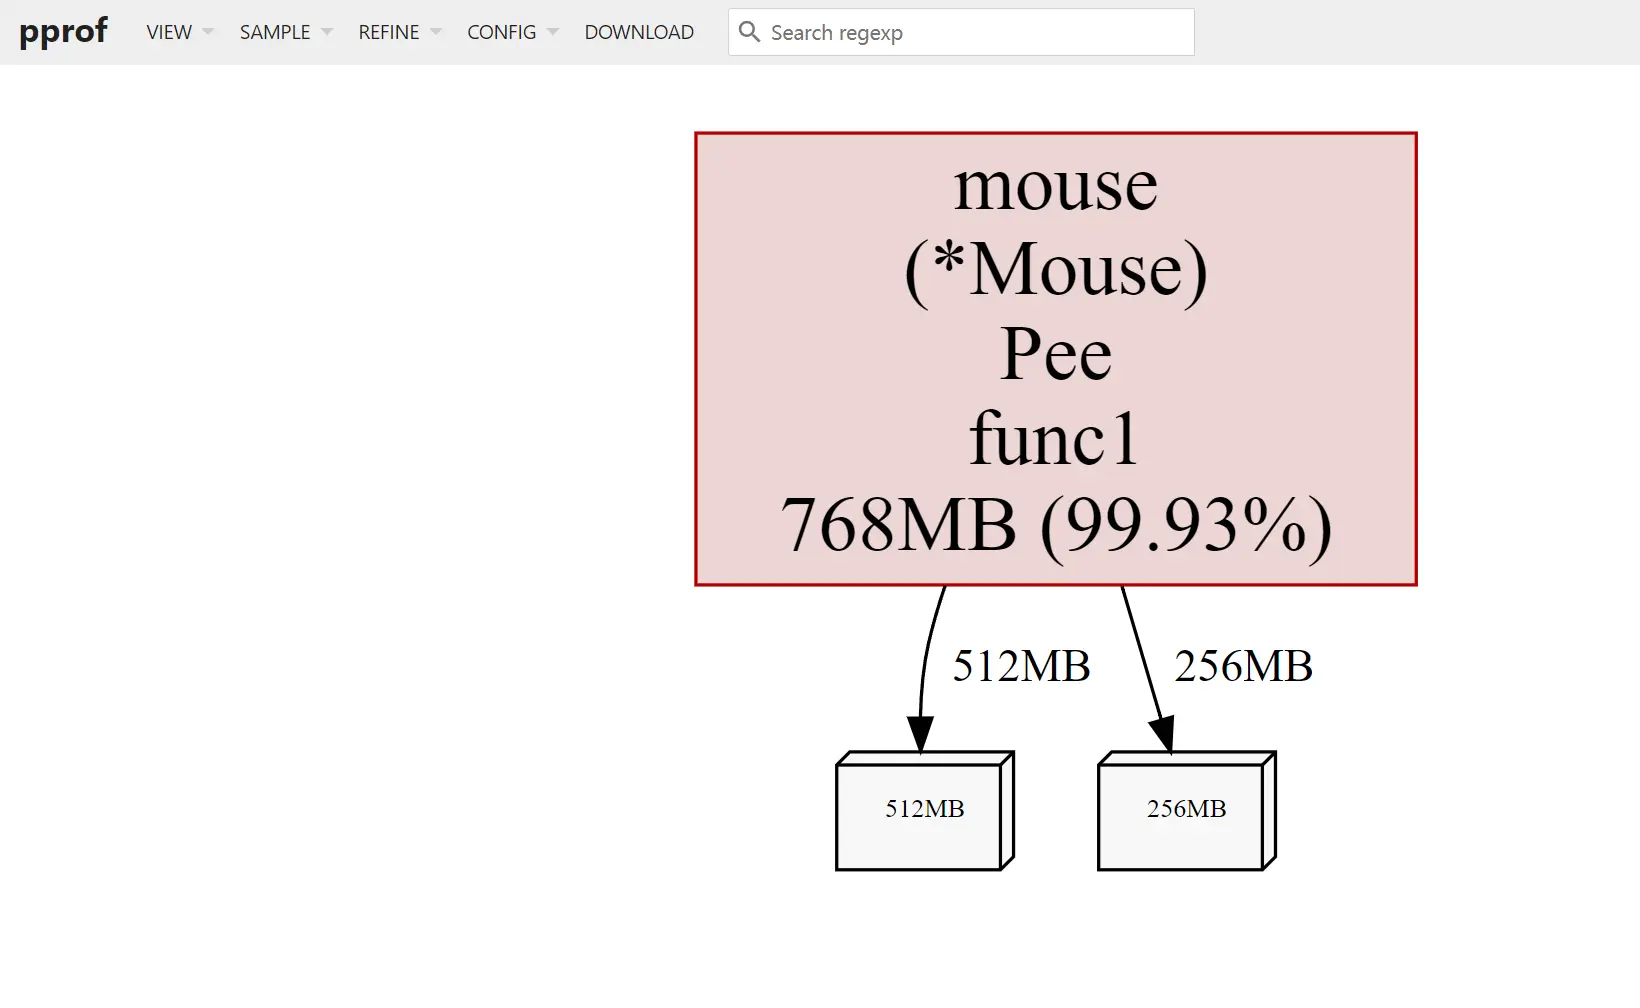 pprof VIEW SAMPLE REFINE CONFIG DOWNLOAD Search regexp
mouse
(*Mouse)
Pee
func1
768MB (99.93%)
512MB 256MB
512MB 256MB